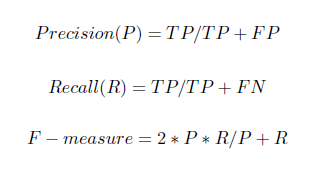 Precision(P) = TP/TP + FP
Recall(R) = TP/TP + FN
F − measure = 2 * P * R/P + R